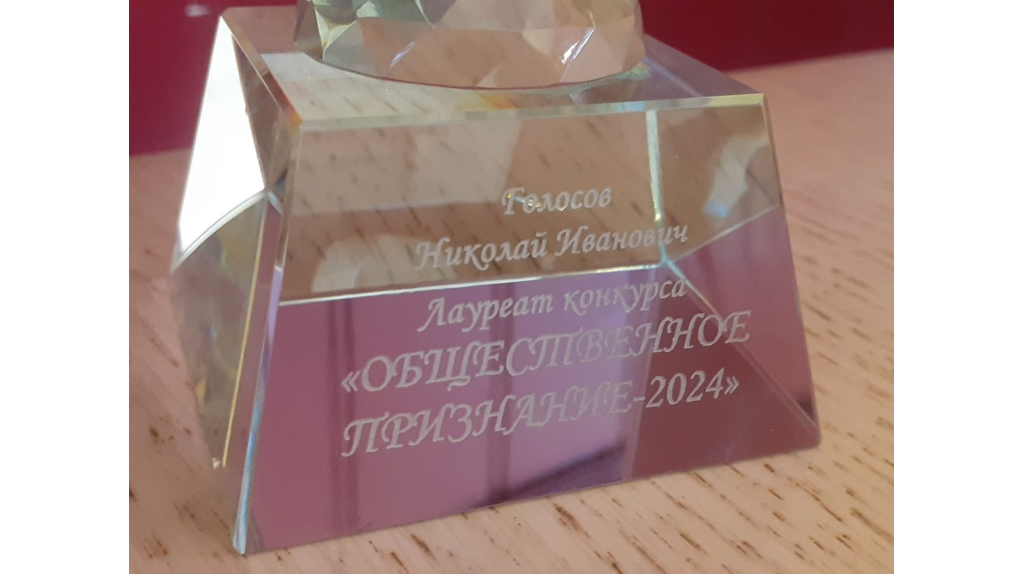 Голосов
Николай Иванович
Лауреат конкурса
«ОБЩЕСТВЕННОЕ
ПРИЗНАНИЕ-2024»